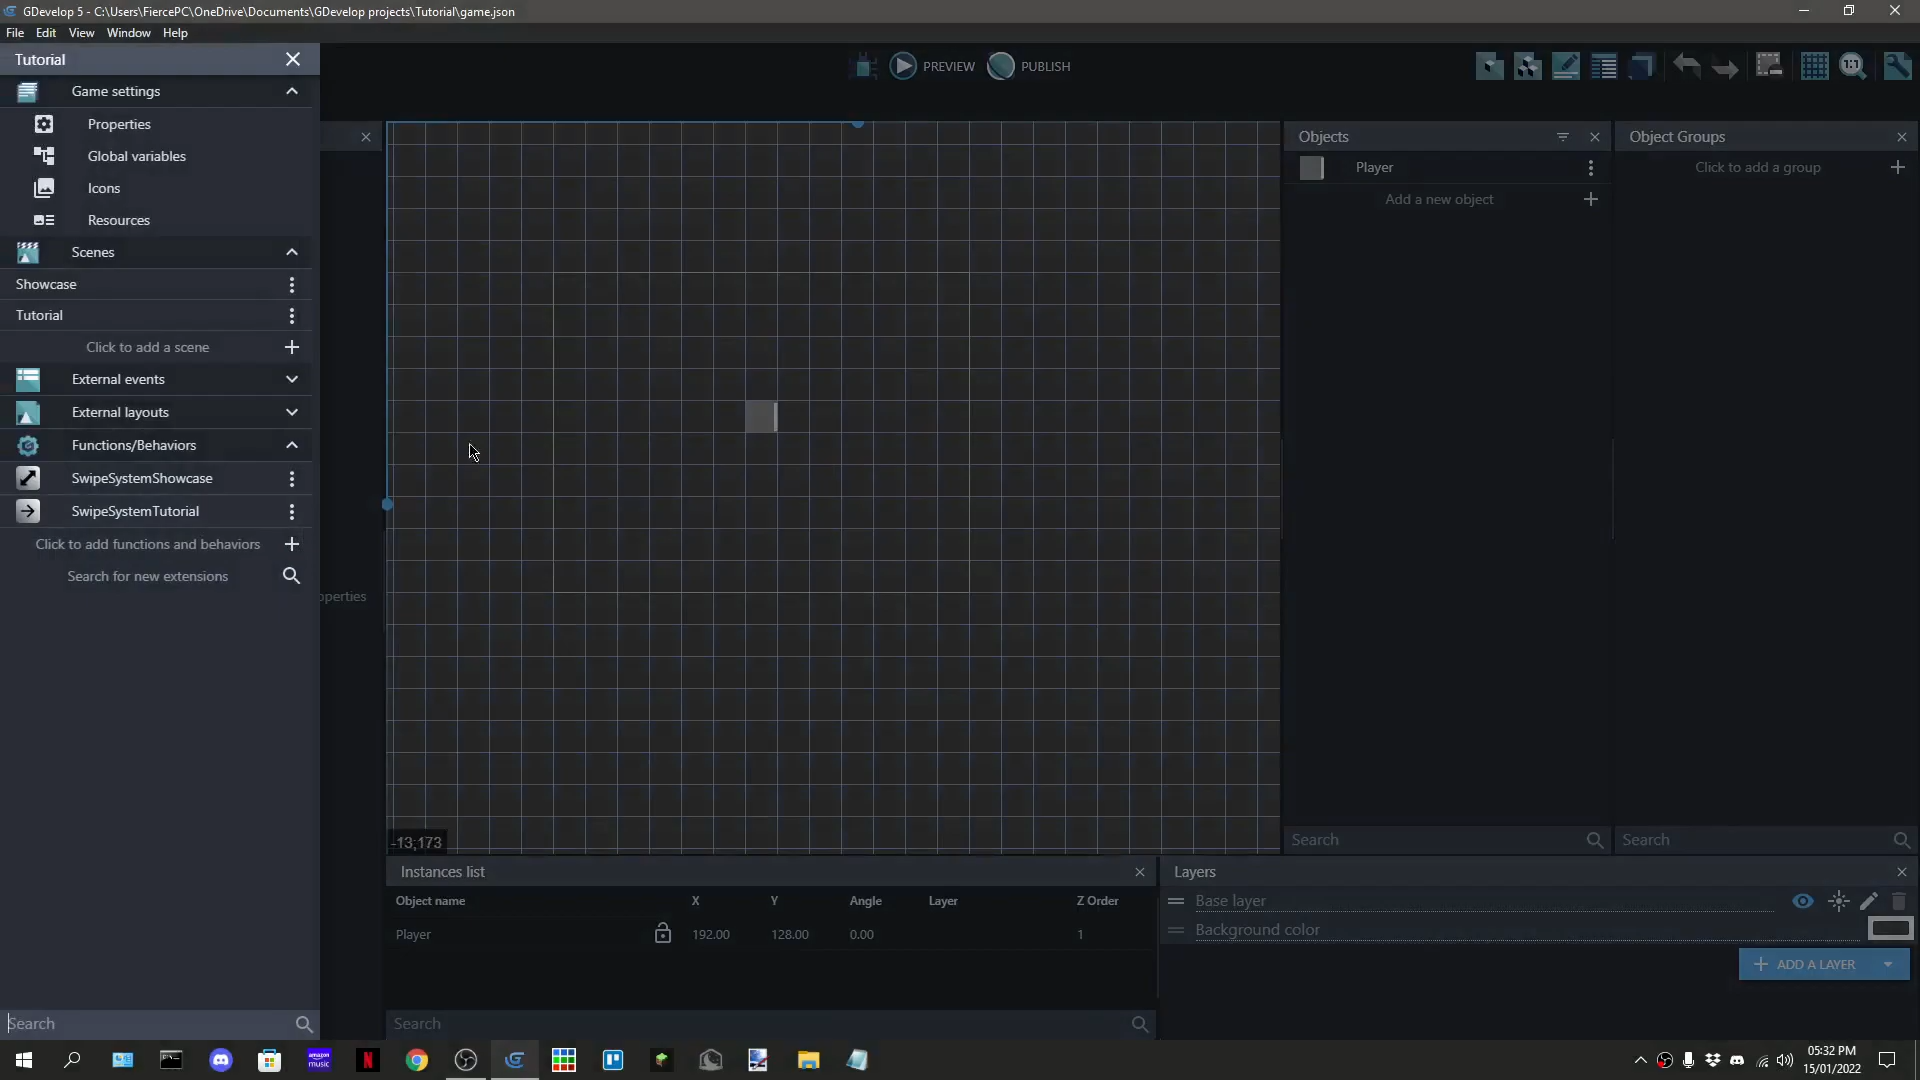 GDevelop 5 - C:\Users\FiercePC\OneDrive\Documents\GDevelop projects\Tutorial\game.json
File Edit View Window Help
Tutorial
PREVIEW PUBLISH
1:1
Game settings
Properties
Global variables
Icons
Resources
Scenes
Showcase
Tutorial
Click to add a scene
External events
External layouts
Functions/Behaviors
SwipeSystemShowcase
SwipeSystemTutorial
Click to add functions and behaviors
Search for new extensions
Search
operties
-13;173
Objects
Player
Add a new object
Search
Object Groups
Click to add a group
Search
Instances list
Object name X Y Angle Layer Z Order
Player 192.00 128.00 0.00 1
Search
Layers
Base layer
Background color
ADD A LAYER
amazon music
05:32 PM
15/01/2022